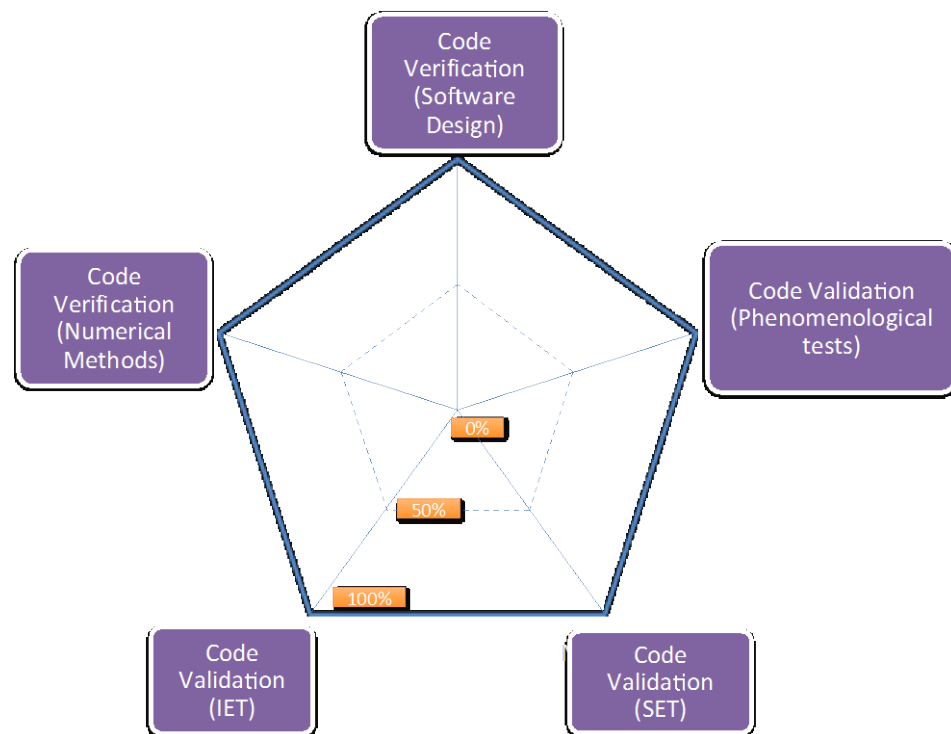 Code
Verification
(Software
Design)
Code
Verification
(Numerical
Methods)
Code Validation
(Phenomenological
tests)
0%
50%
100%
Code
Validation
(IET)
Code
Validation
(SET)